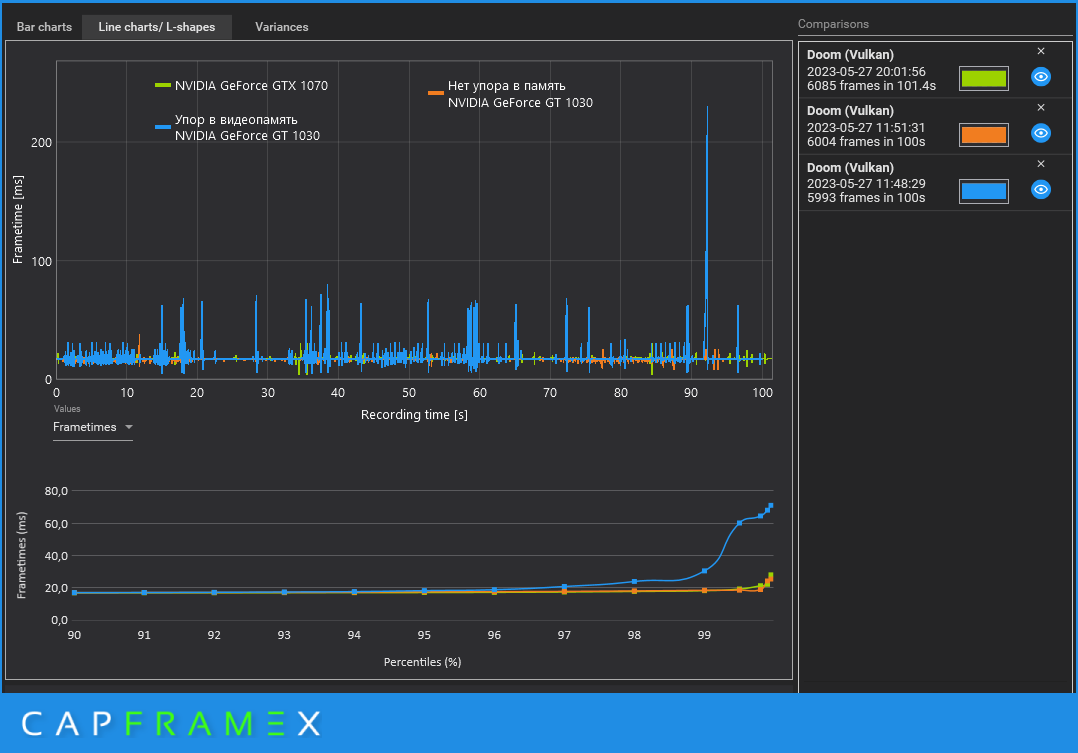 Bar charts
Line charts/ L-shapes
Variances
Comparisons
NVIDIA GeForce GTX 1070
Нет упора в память
NVIDIA GeForce GT 1030
Упор в видеопамять
NVIDIA GeForce GT 1030
Frametime [ms]
200
100
0
0 10 20 30 40 50 60 70 80 90 100
Recording time [s]
Values
Frametimes
Frametimes (ms)
80,0
60,0
40,0
20,0
0,0
90 91 92 93 94 95 96 97 98 99
Percentiles (%)
Doom (Vulkan)
2023-05-27 20:01:56
6085 frames in 101.4s
Doom (Vulkan)
2023-05-27 11:51:31
6004 frames in 100s
Doom (Vulkan)
2023-05-27 11:48:29
5993 frames in 100s
CAPFRAMEX